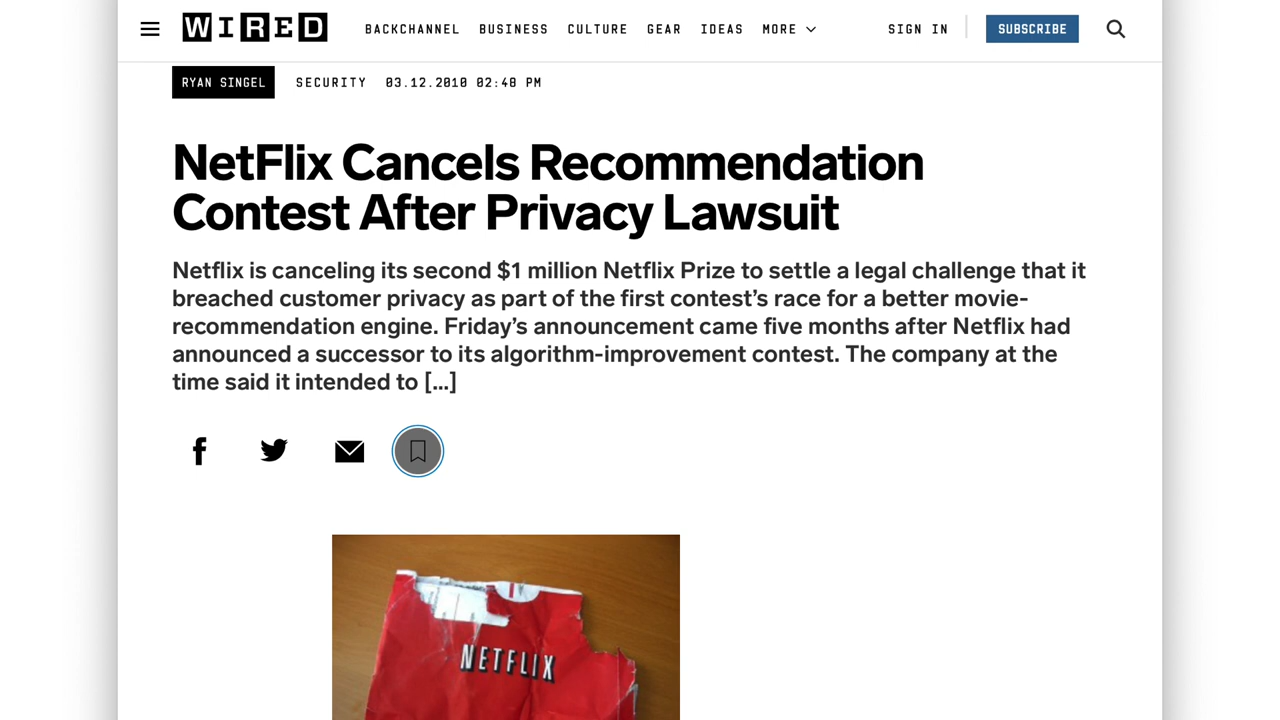 WIRED BACKCHANNEL BUSINESS CULTURE GEAR IDEAS MORE SIGN IN SUBSCRIBE
RYAN SINGEL SECURITY 03.12.2010 02:48 PM
NetFlix Cancels Recommendation
Contest After Privacy Lawsuit
Netflix is canceling its second $1 million Netflix Prize to settle a legal challenge that it
breached customer privacy as part of the first contest’s race for a better movie-
recommendation engine. Friday’s announcement came five months after Netflix had
announced a successor to its algorithm-improvement contest. The company at the
time said it intended to [...]
NETFLIX